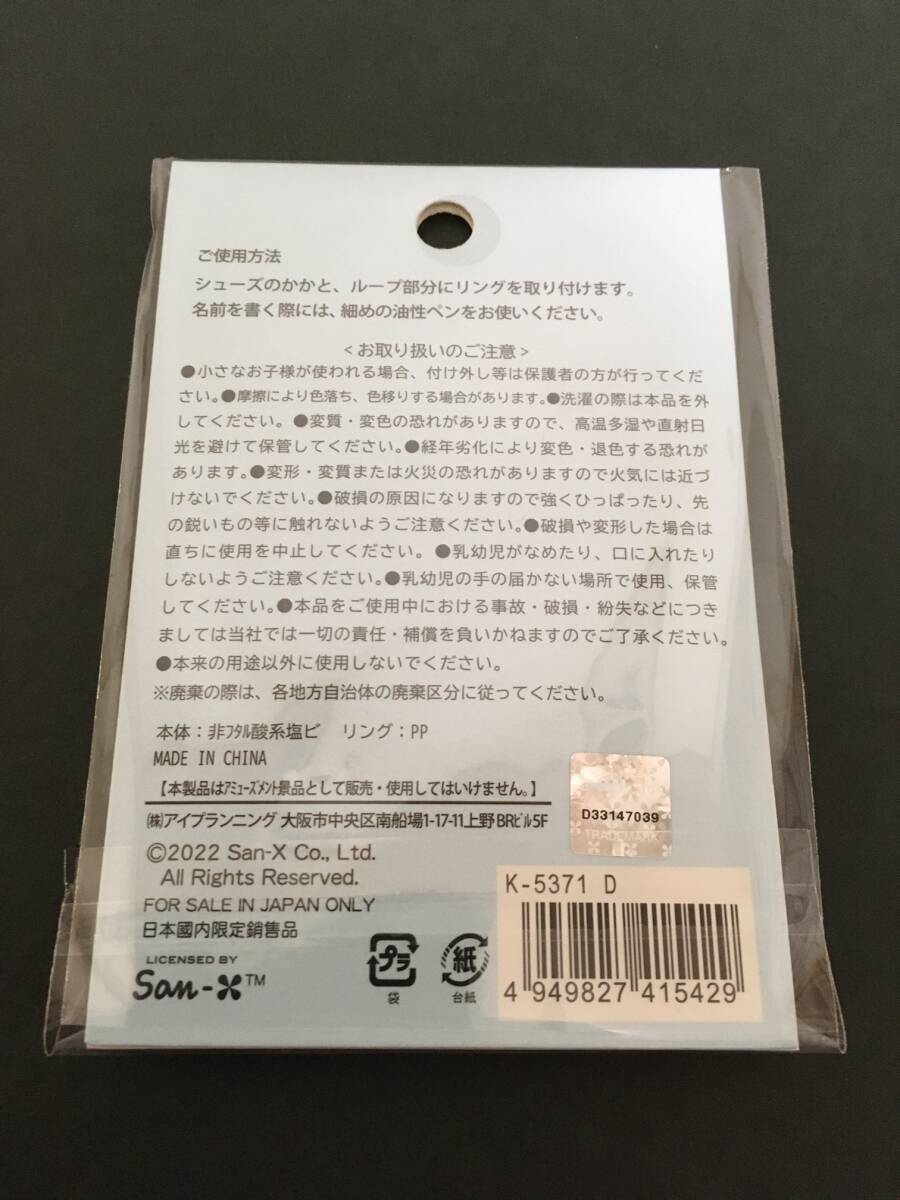 ご使用方法
シューズのかかと、ループ部分にリングを取り付けます。
名前を書く際には、細めの油性ペンをお使いください。
＜お取り扱いのご注意＞
●小さなお子様が使われる場合、付け外し等は保護者の方が行ってくだ
さい。●摩擦により色落ち、色移りする場合があります。●洗濯の際は本品を外
してください。●変質・変色の恐れがありますので、高温多湿や直射日
光を避けて保管してください。●経年劣化により変色・退色する恐れが
あります。●変形・変質または火災の恐れがありますので火気には近づ
けないでください。●破損の原因になりますので強くひっぱったり、先
の鋭いもの等に触れないようご注意ください。●破損や変形した場合は
直ちに使用を中止してください。●乳幼児がなめたり、口に入れたり
しないようご注意ください。●乳幼児の手の届かない場所で使用、保管
してください。●本品をご使用中における事故・破損・紛失などにつき
ましては当社では一切の責任・補償を負いかねますのでご了承ください。
●本来の用途以外に使用しないでください。
※廃棄の際は、各地方自治体の廃棄区分に従ってください。
本体：非ﾌﾀﾙ酸系塩ビ リング：PP
MADE IN CHINA
【本製品はｱﾐｭｰｽﾞﾒﾝﾄ景品として販売・使用してはいけません。】
㈱アイプランニング 大阪市中央区南船場1-17-11上野BRﾋﾞﾙ5F
©2022 San-X Co., Ltd.
All Rights Reserved.
FOR SALE IN JAPAN ONLY
日本國内限定銷售品
LICENSED BY
San-X™
プラ
袋
紙
台紙
D33147039
TRADEMARK
K-5371 D
4 949827 415429